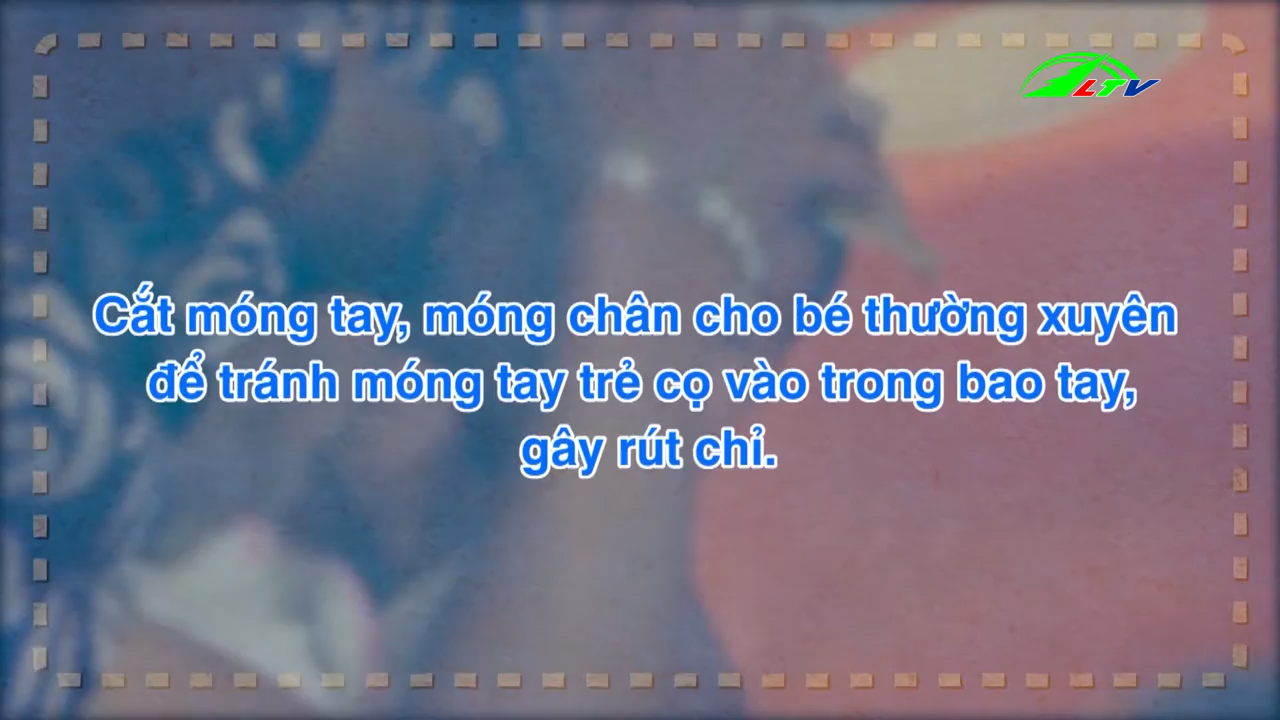 LTV
Cắt móng tay, móng chân cho bé thường xuyên
để tránh móng tay trẻ cọ vào trong bao tay,
gây rút chỉ.